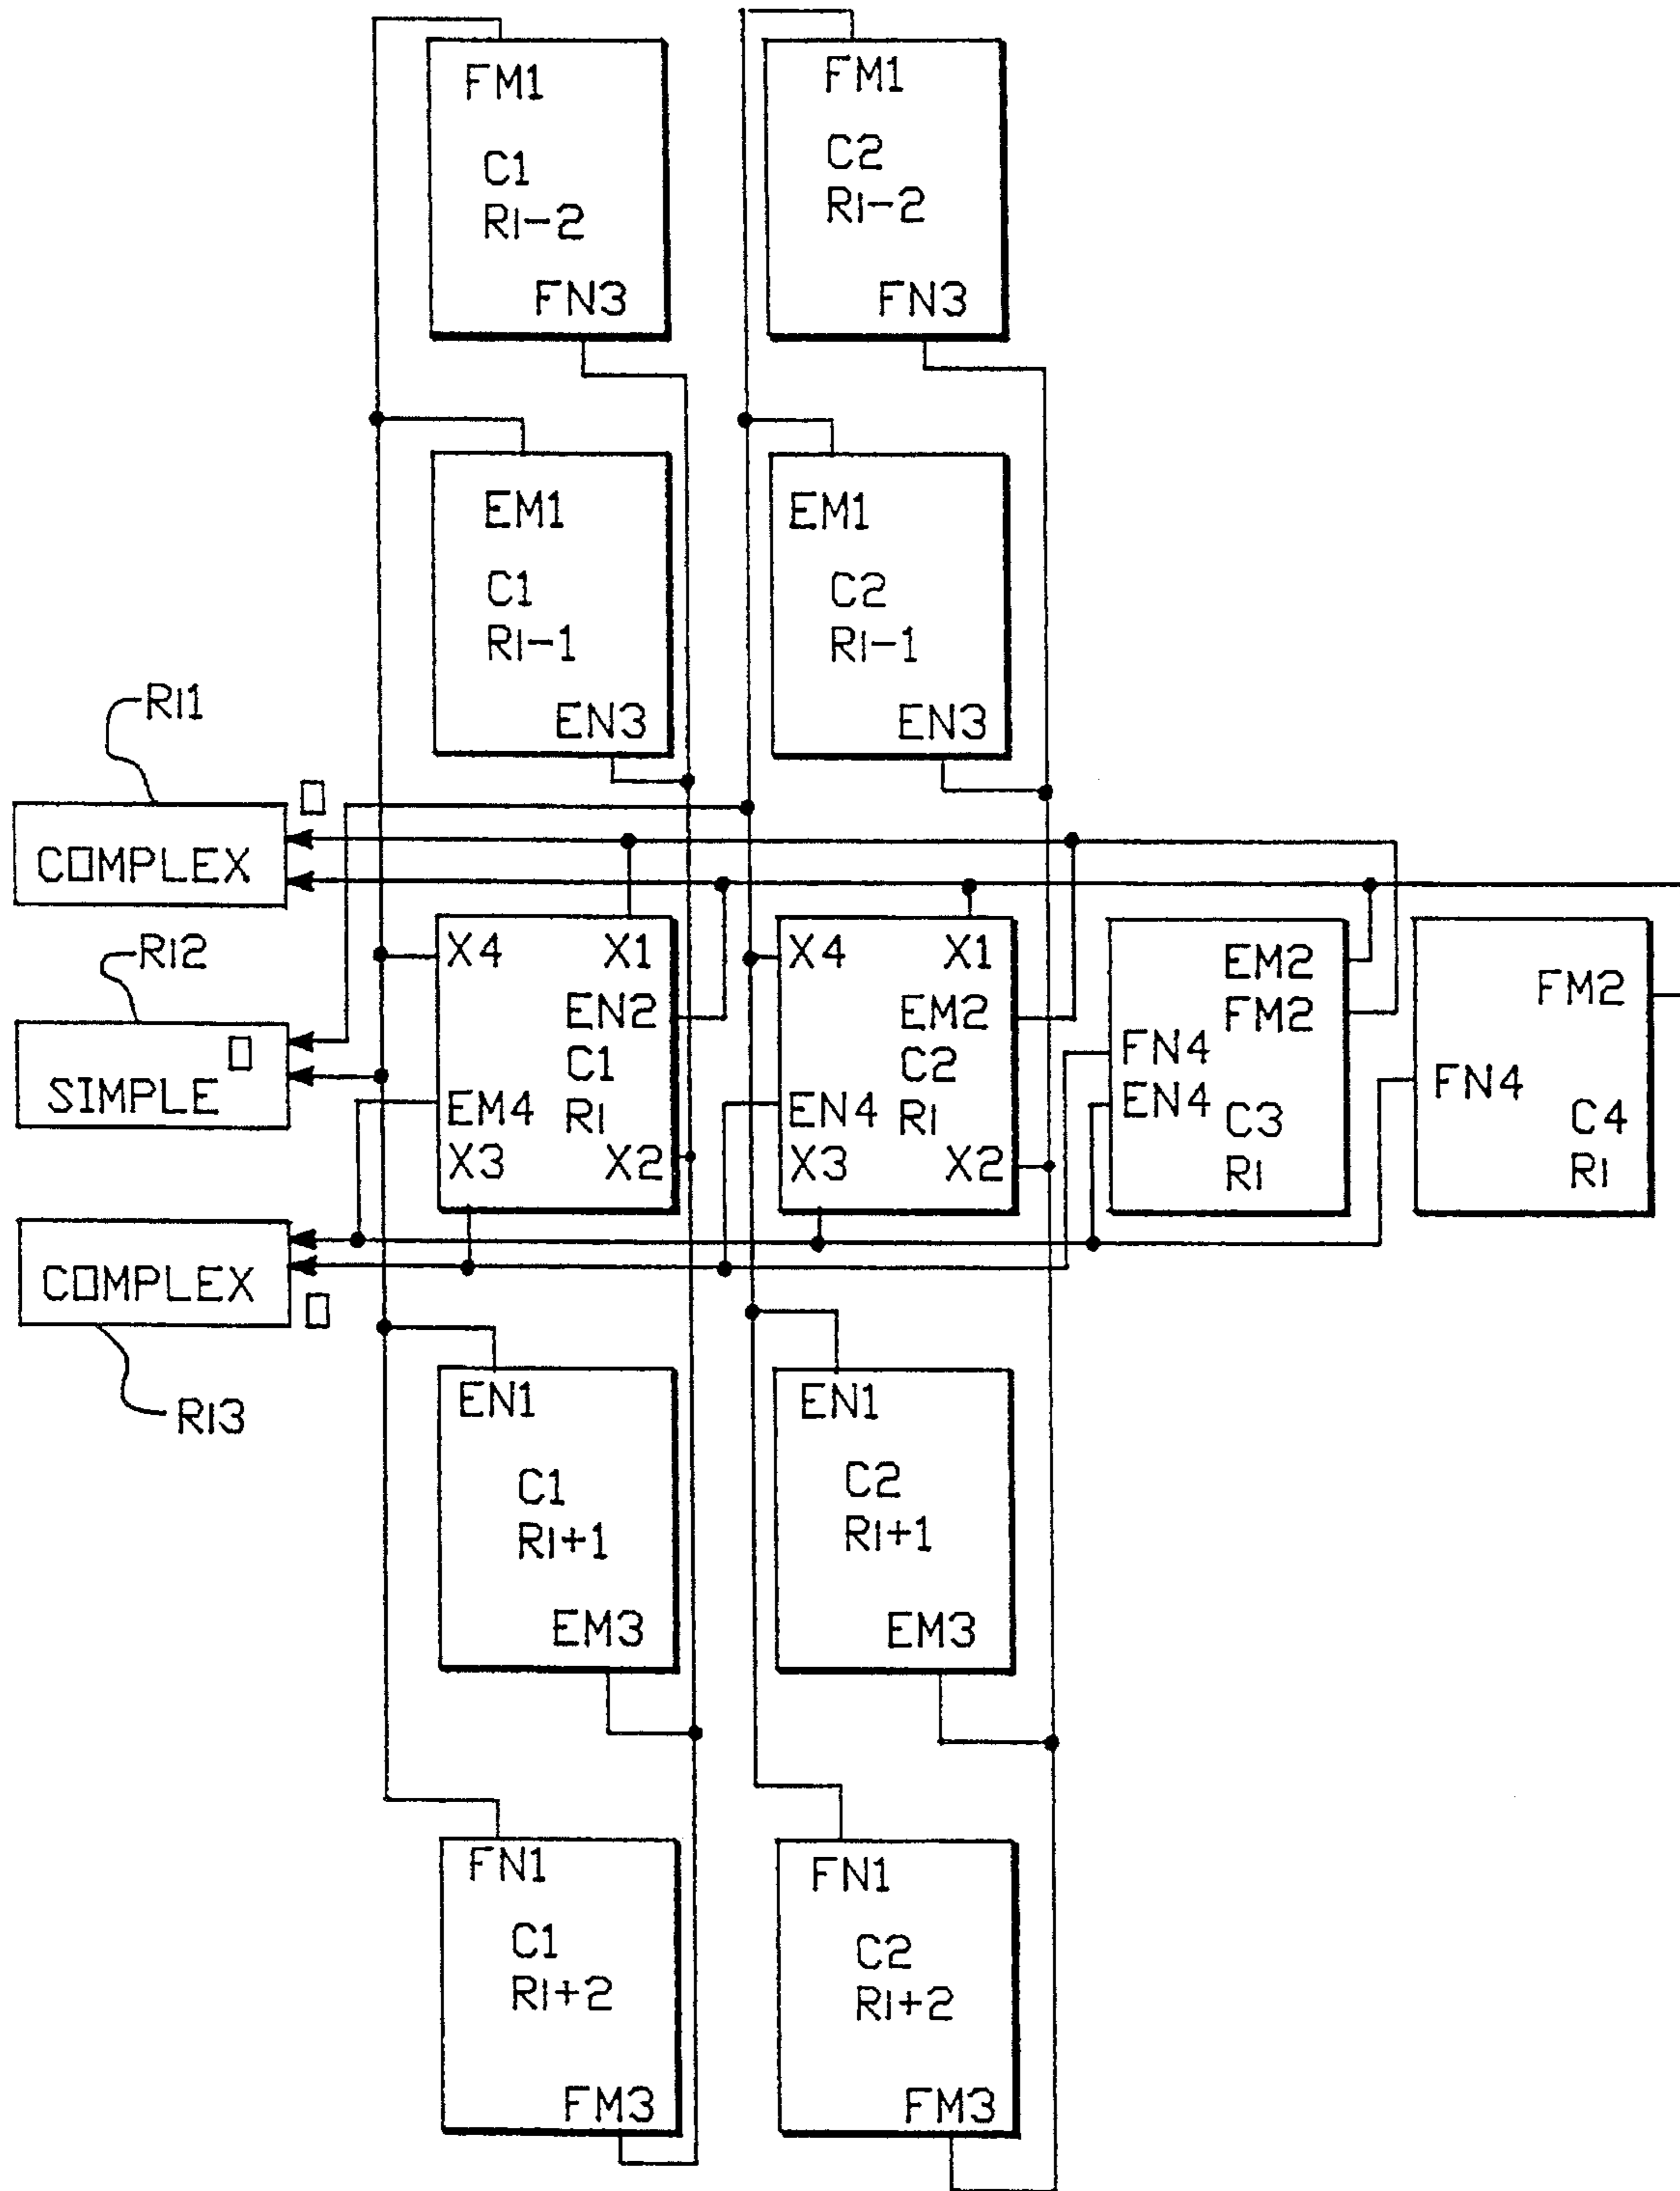 FM1
C1
RI-2
FN3
FM1
C2
RI-2
FN3
EM1
C1
RI-1
EN3
EM1
C2
RI-1
EN3
RI1
O
COMPLEX
RI2
O
SIMPLE
COMPLEX
O
RI3
X4 X1
EN2
C1
EM4
RI
X3 X2
X4 X1
EM2
C2
EN4
RI
X3 X2
EM2
FM2
FN4
EN4
C3
RI
FM2
FN4
C4
RI
EN1
C1
RI+1
EM3
EN1
C2
RI+1
EM3
FN1
C1
RI+2
FM3
FN1
C2
RI+2
FM3